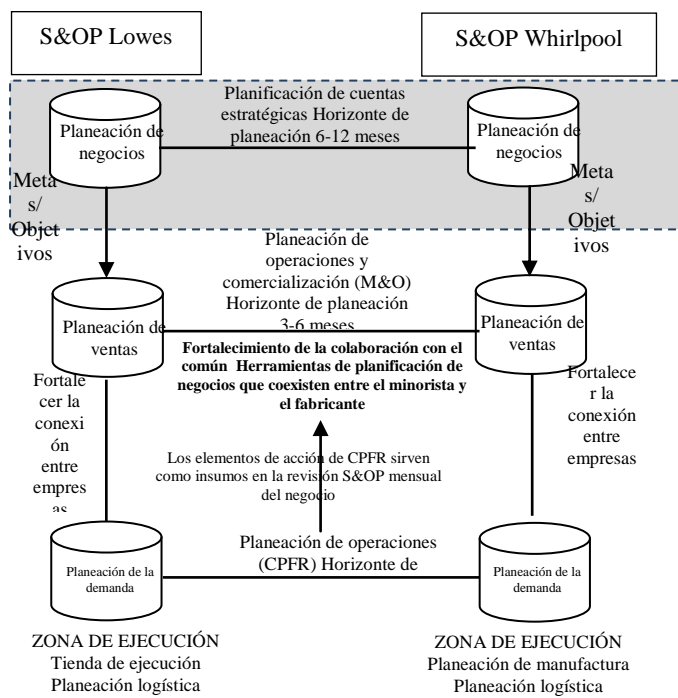 S&OP Lowes
S&OP Whirlpool
Planificación de cuentas
estratégicas Horizonte de
planeación 6-12 meses
Planeación de
negocios
Planeación de
negocios
Meta
s/
Objet
ivos
Meta
s/
Objet
ivos
Planeación de
operaciones y
comercialización (M&O)
Horizonte de planeación
3-6 meses
Planeación de
ventas
Planeación de
ventas
Fortalecimiento de la colaboración con el
común Herramientas de planificación de
negocios que coexisten entre el minorista y
el fabricante
Fortale
cer la
conexi
ón
entre
empre
as
Fortalece
r la
conexión
entre
empresas
Los elementos de acción de CPFR sirven
como insumos en la revisión S&OP mensual
del negocio
Planeación de operaciones
(CPFR) Horizonte de
Planeación de la
demanda
Planeación de la
demanda
ZONA DE EJECUCIÓN
Tienda de ejecución
Planeación logística
ZONA DE EJECUCIÓN
Planeación de manufactura
Planeación logística